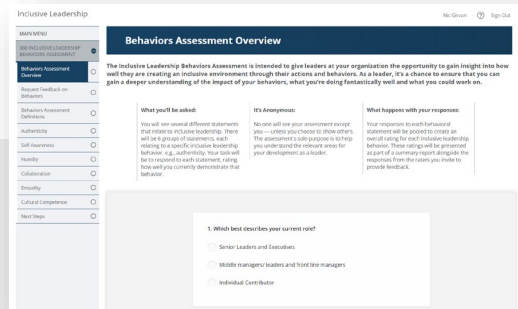 Inclusive Leadership
Nic Girvan ? Sign Out
MAIN MENU
360 INCLUSIVE LEADERSHIP
BEHAVIORS ASSESSMENT
Behaviors Assessment
Overview
Request Feedback on
Behaviors
Behaviors Assessment
Definitions
Authenticity
Self Awareness
Humility
Collaboration
Empathy
Cultural Competence
Next Steps
Behaviors Assessment Overview
The Inclusive Leadership Behaviors Assessment is intended to give leaders at your organization the opportunity to gain insight into how
well they are creating an inclusive environment through their actions and behaviors. As a leader, it's a chance to ensure that you can
gain a deeper understanding of the impact of your behaviors, what you're doing fantastically well and what you could work on.
What you'll be asked:
You will see several different statements
that relate to inclusive leadership. There
will be 6 groups of statements, each
relating to a specific inclusive leadership
behavior, e.g., authenticity. Your task will
be to respond to each statement, rating
how well you currently demonstrate that
behavior.
It's Anonymous:
No one will see your assessment except
you — unless you choose to show others.
The assessment's sole purpose is to help
you understand the relevant areas for
your development as a leader.
What happens with your responses:
Your responses to each behavioral
statement will be pooled to create an
overall rating for each inclusive leadership
behavior. These ratings will be presented
as part of a summary report alongside the
responses from the raters you invite to
provide feedback.
1. Which best describes your current role?
Senior Leaders and Executives
Middle managers/ leaders and front line managers
Individual Contributor